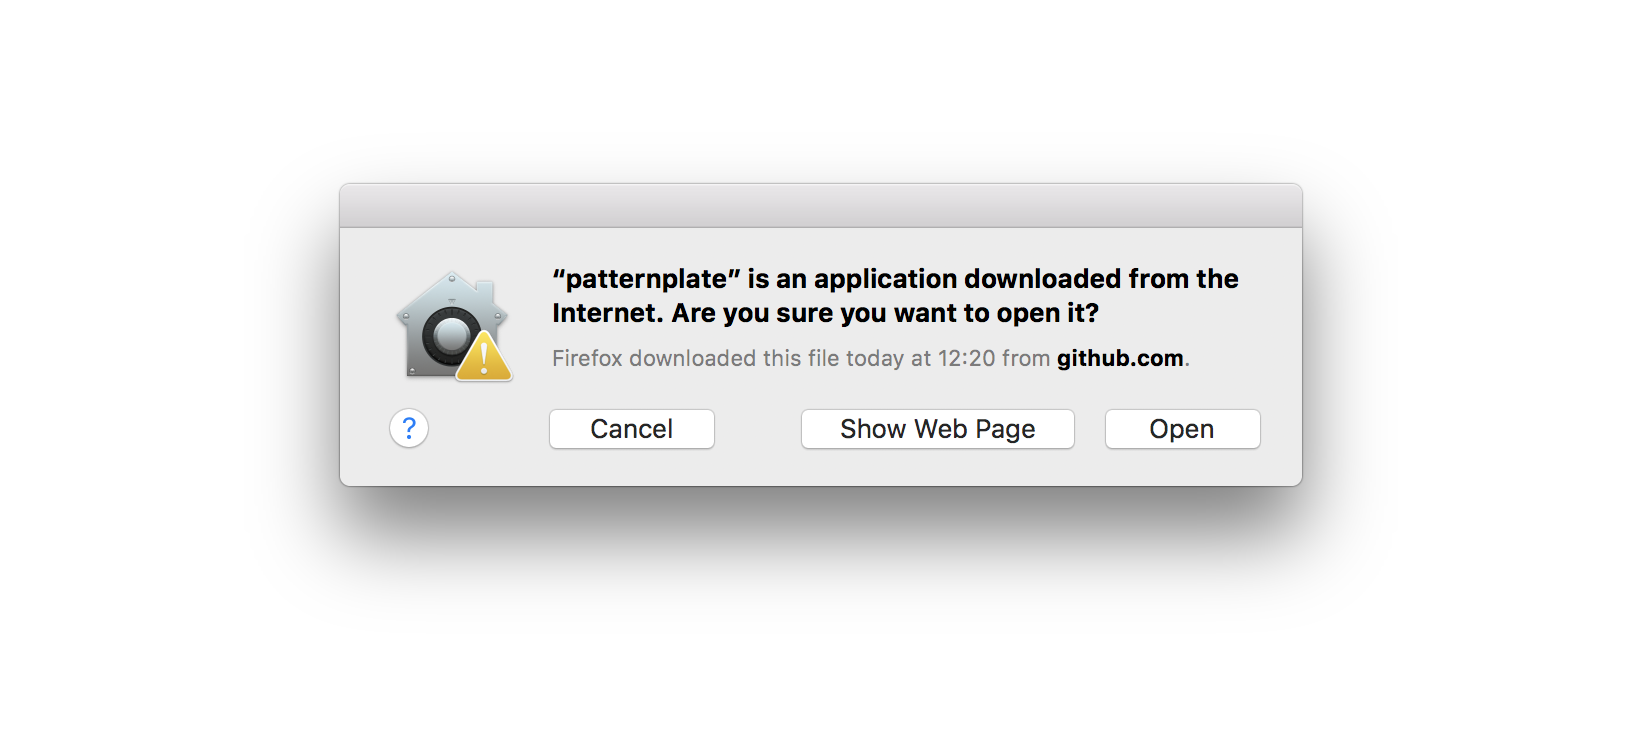 “patternplate” is an application downloaded from the
Internet. Are you sure you want to open it?
Firefox downloaded this file today at 12:20 from github.com.
?
Cancel
Show Web Page
Open